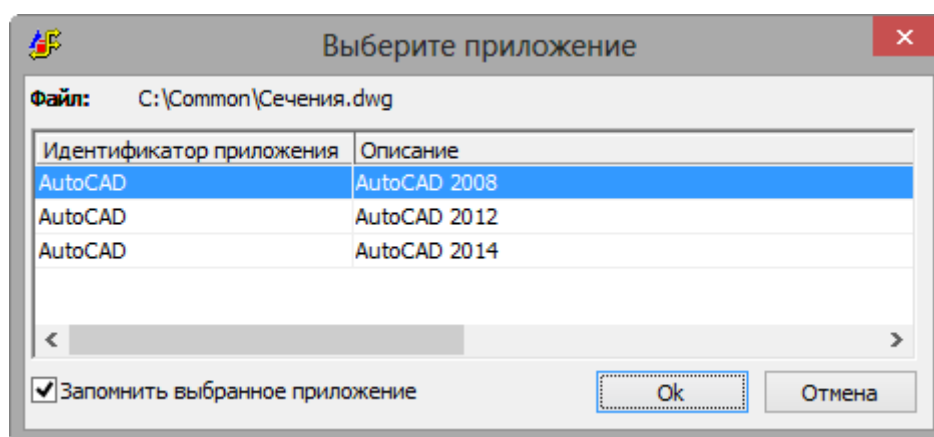 Выберите приложение
Файл: C:\Common\Сечения.dwg
Идентификатор приложения Описание
AutoCAD AutoCAD 2008
AutoCAD AutoCAD 2012
AutoCAD AutoCAD 2014
Запомнить выбранное приложение Ok Отмена